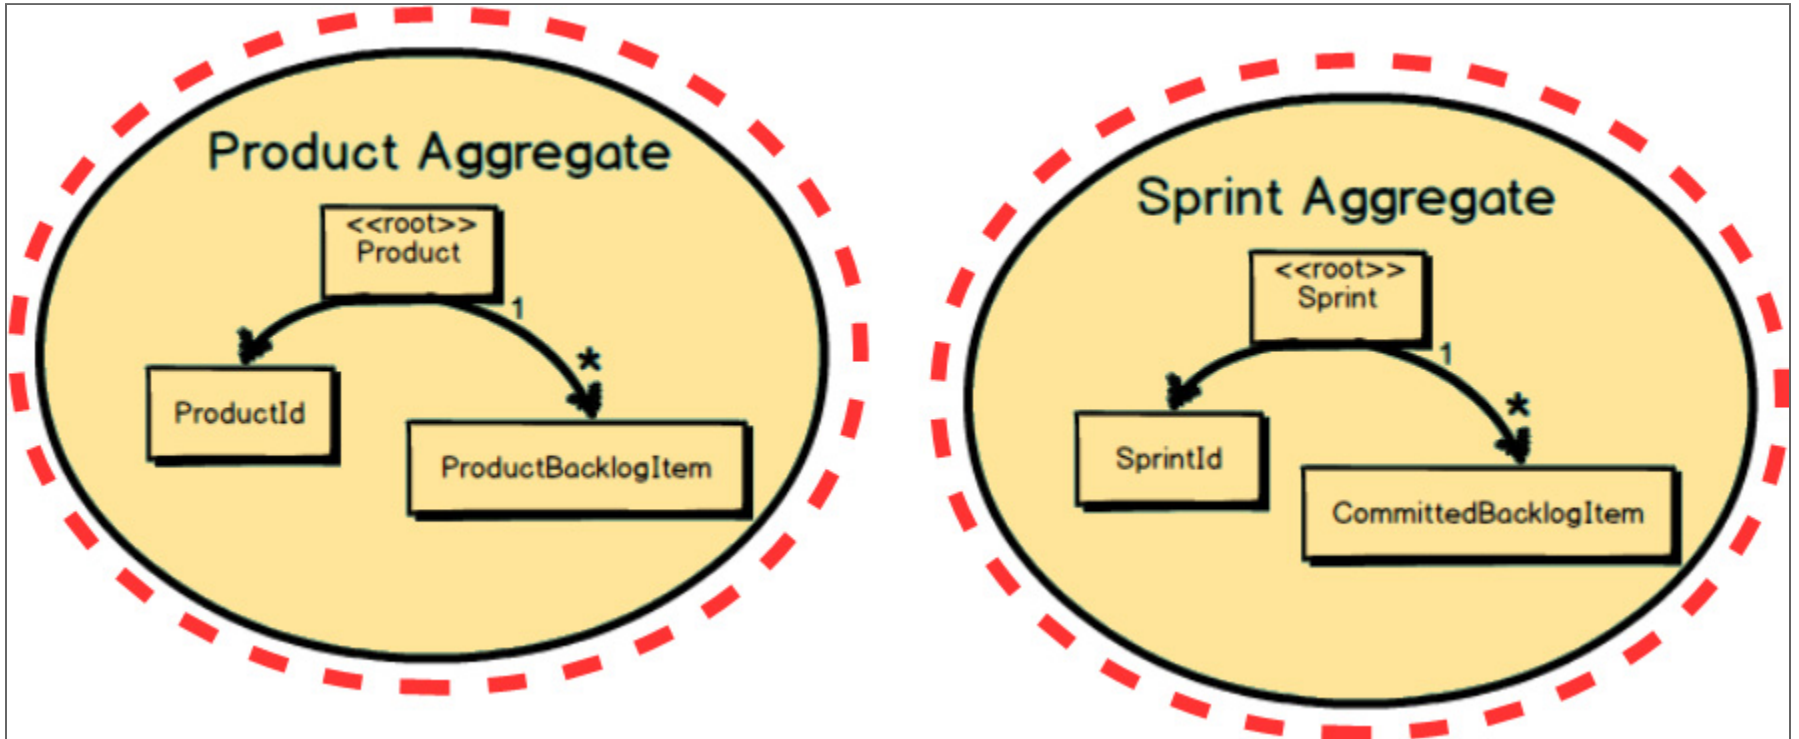 Product Aggregate
<<root>>
Product
1
*
ProductId
ProductBacklogItem
Sprint Aggregate
<<root>>
Sprint
1
*
SprintId
CommittedBacklogItem